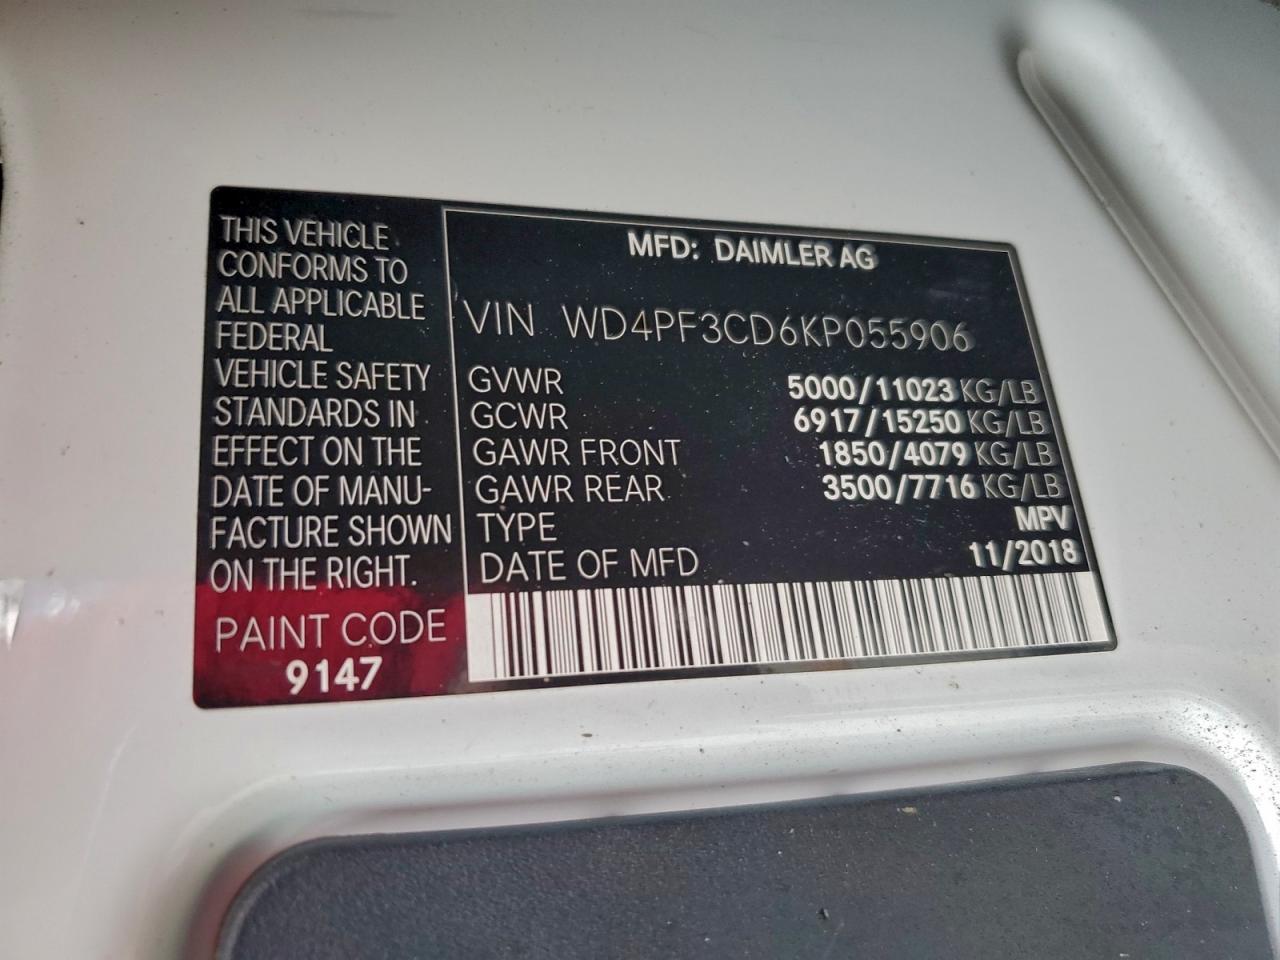 THIS VEHICLE
CONFORMS TO
ALL APPLICABLE
FEDERAL
VEHICLE SAFETY
STANDARDS IN
EFFECT ON THE
DATE OF MANU-
FACTURE SHOWN
ON THE RIGHT.
PAINT CODE
9147
MFD: DAIMLER AG
VIN WD4PF3CD6KP055906
GVWR 5000/11023 KG/LB
GCWR 6917/15250 KG/LB
GAWR FRONT 1850/4079 KG/LB
GAWR REAR 3500/7716 KG/LB
TYPE MPV
DATE OF MFD 11/2018